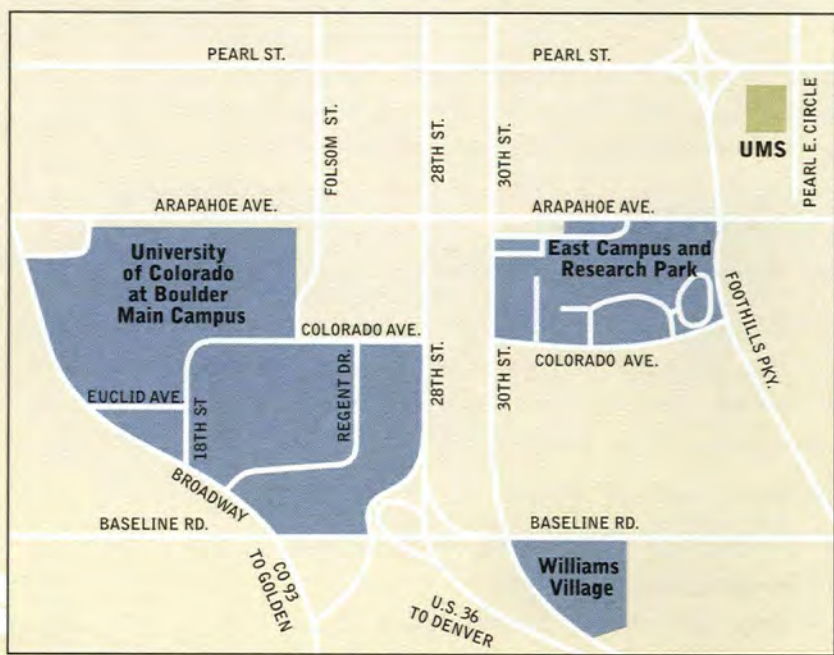 PEARL ST.
PEARL ST.
FOLSOM ST.
28TH ST.
30TH ST.
PEARL E. CIRCLE
UMS
ARAPAHOE AVE.
ARAPAHOE AVE.
University
of Colorado
at Boulder
Main Campus
East Campus and
Research Park
FOOTHILLS PKY.
COLORADO AVE.
COLORADO AVE.
EUCLID AVE.
18TH ST
REGENT DR.
28TH ST.
30TH ST.
BROADWAY
BASELINE RD.
BASELINE RD.
CO 93
TO GOLDEN
U.S. 36
TO DENVER
Williams
Village